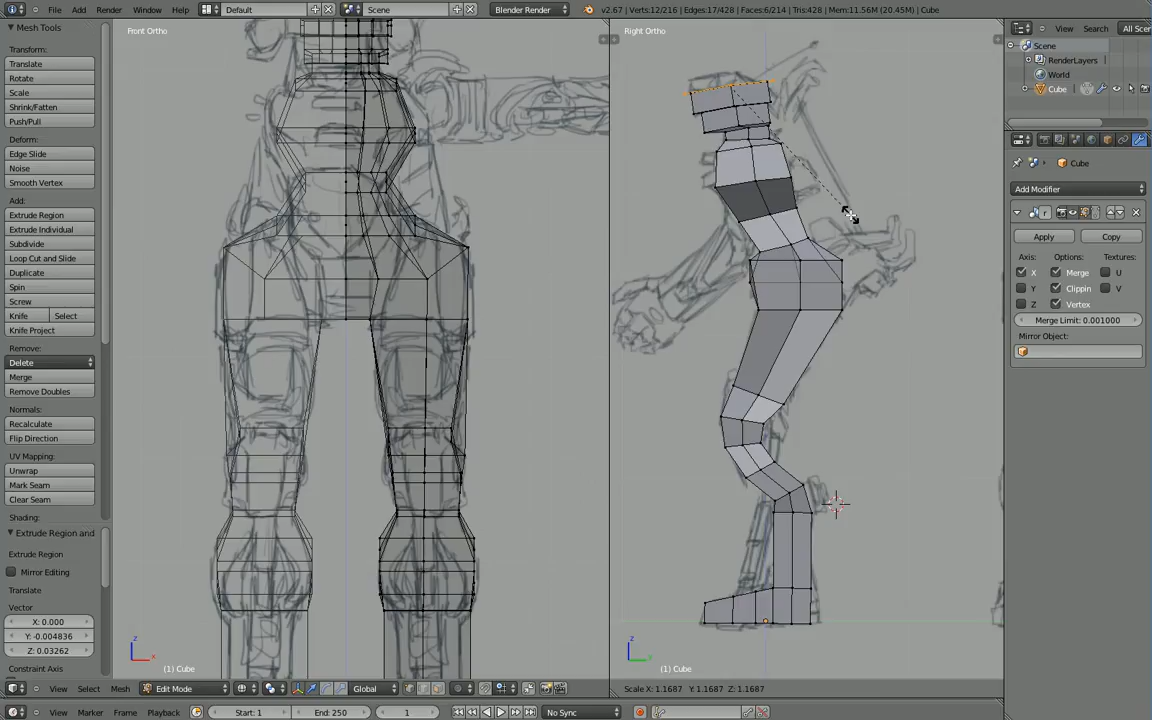 File Add Render Window Help Default Scene Blender Render v2.67 | Verts:12/216 | Edges:17/428 | Faces:6/214 | Tris:428 | Mem:11.56M (20.45M) | Cube
Mesh Tools
Transform:
Translate
Rotate
Scale
Shrink/Fatten
Push/Pull
Deform:
Edge Slide
Noise
Smooth Vertex
Add:
Extrude Region
Extrude Individual
Subdivide
Loop Cut and Slide
Duplicate
Spin
Screw
Knife Select
Knife Project
Remove:
Delete
Merge
Remove Doubles
Normals:
Recalculate
Flip Direction
UV Mapping:
Unwrap
Mark Seam
Clear Seam
Shading:
Extrude Region and
Extrude Region
Mirror Editing
Translate
Vector
X: 0.000
Y: -0.004836
Z: 0.03262
Constraint Axis
Front Ortho
z
x
(1) Cube
View Select Mesh Edit Mode Global
Right Ortho
z
y
(1) Cube
Scale X: 1.1687 Y: 1.1687 Z: 1.1687
View Search All Scen
Scene
RenderLayers
World
Cube
Cube
Add Modifier
Apply Copy
Axis: Options: Textures:
X Merge U
Y Clippin V
Z Vertex
Merge Limit: 0.001000
Mirror Object:
View Marker Frame Playback Start: 1 End: 250 1 No Sync